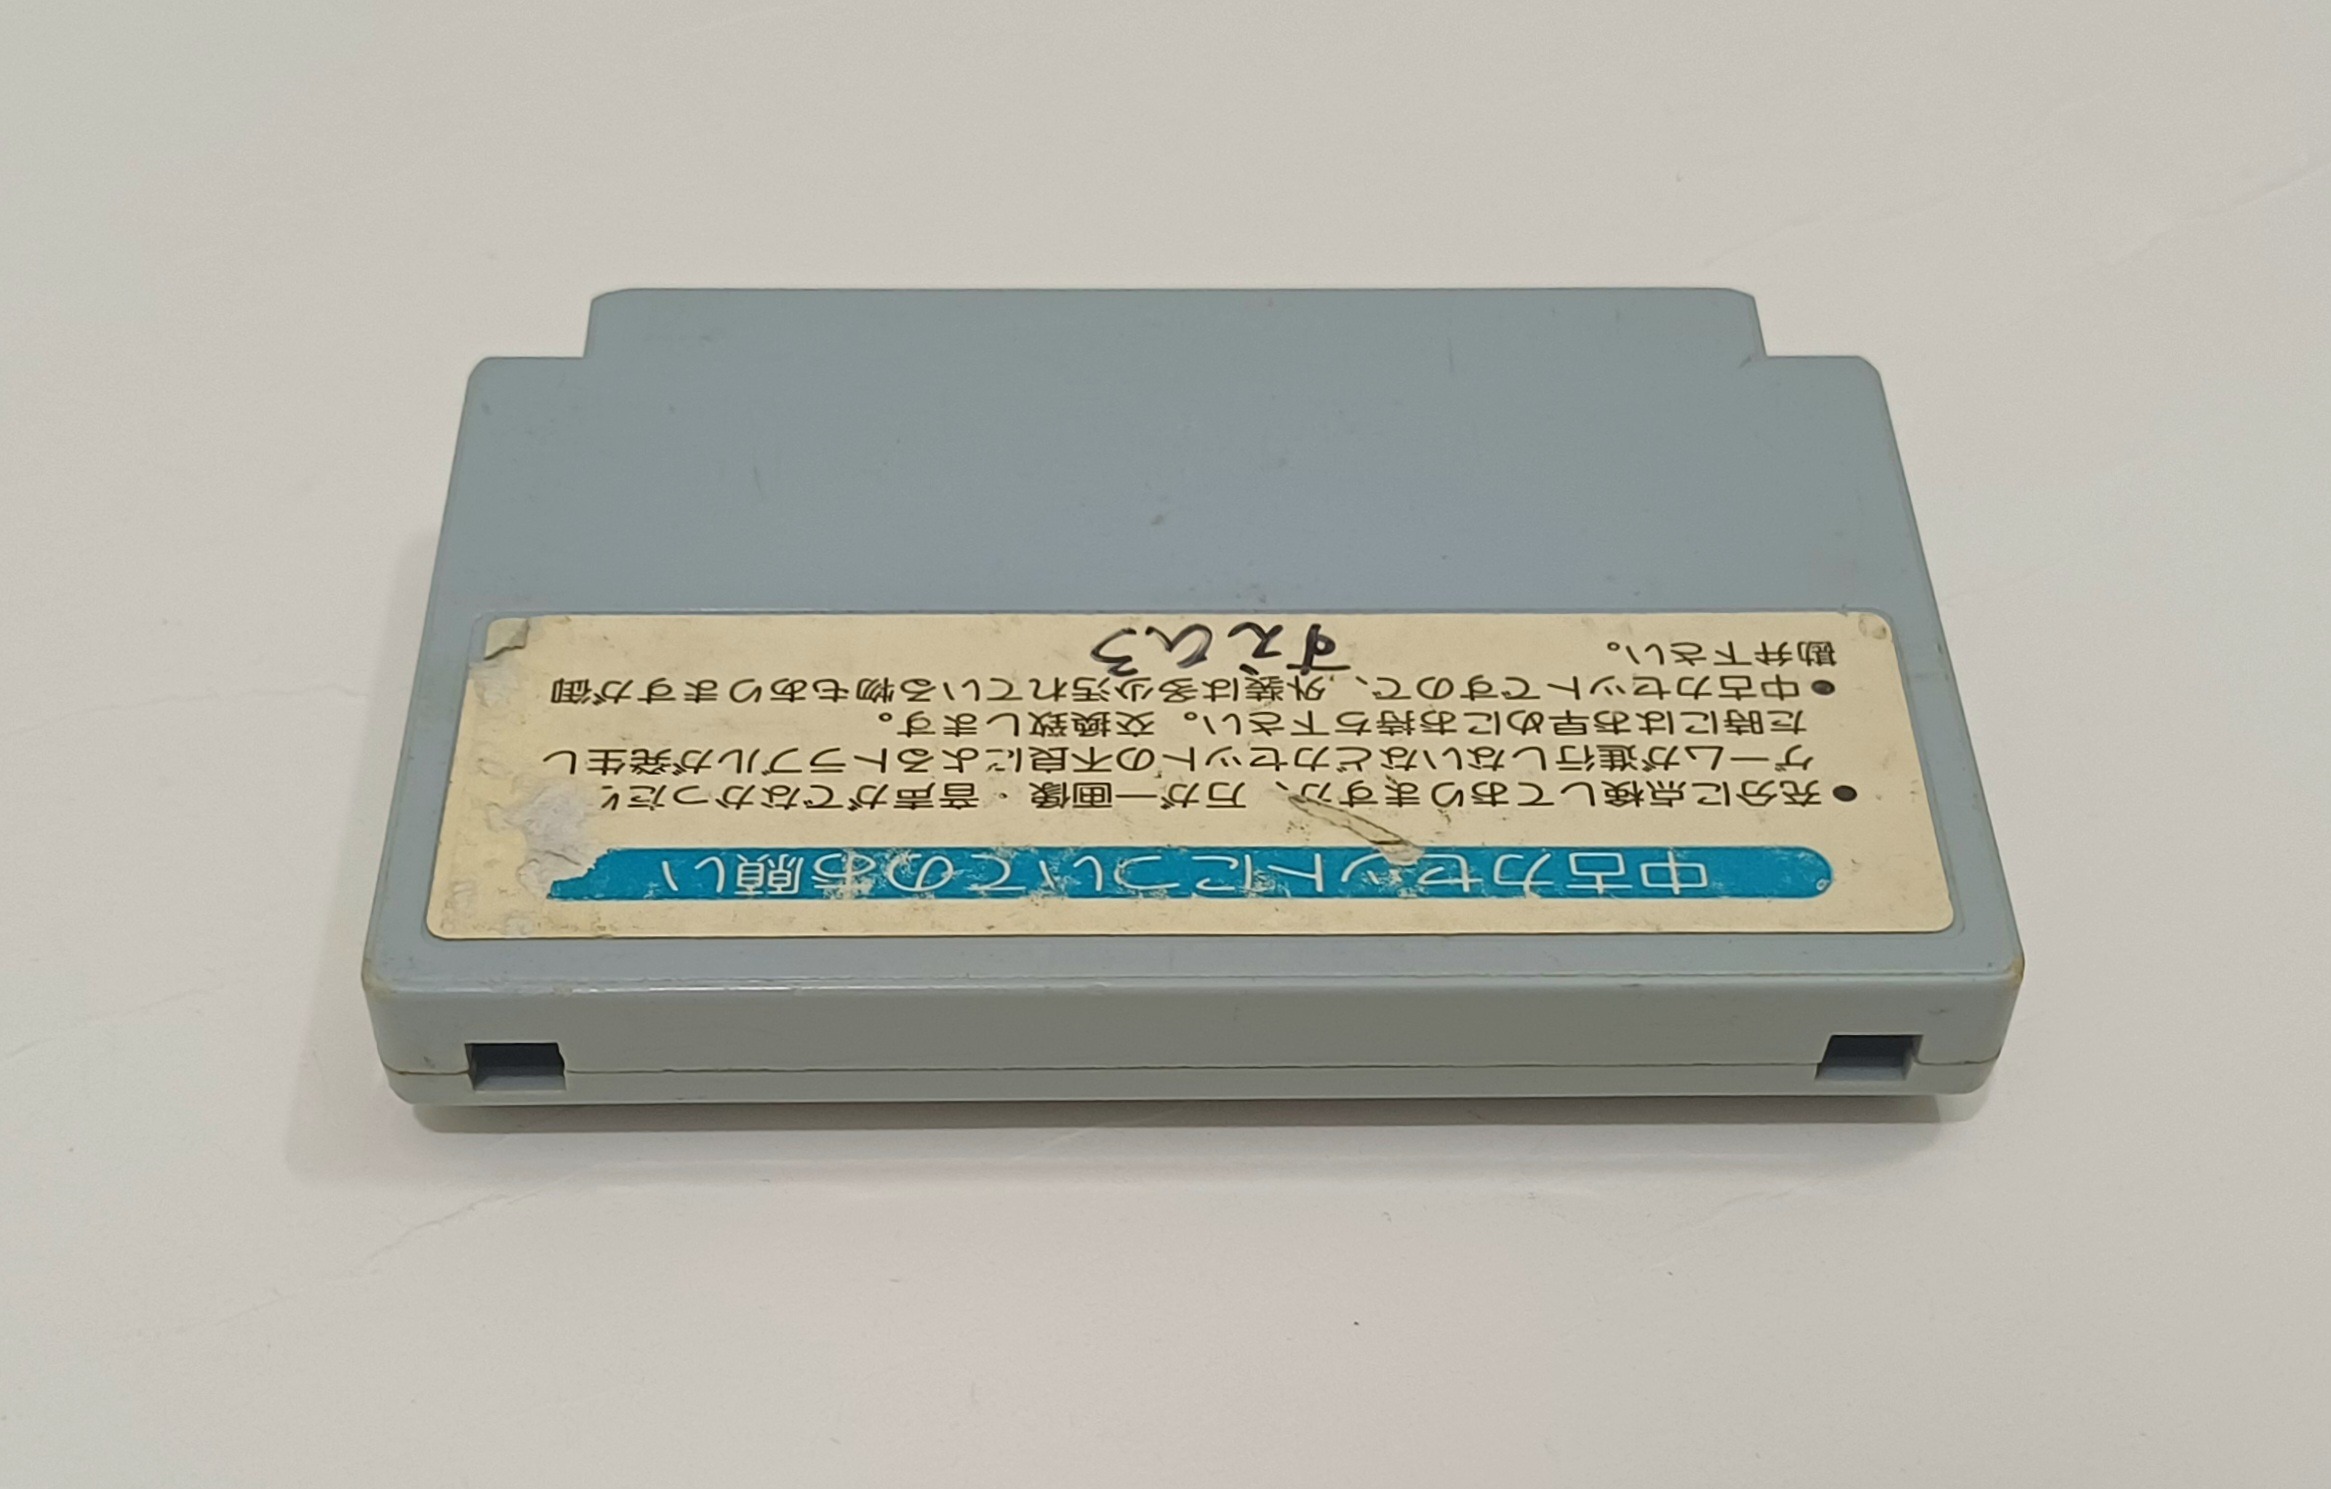 中古カセットについてのお願い
●充分に点検してありますが、万が一画像・音声がでなかったり
ゲームが進行しないなどカセットの不良によるトラブルが発生し
た時にはお早めにお持ち下さい。交換致します。
●中古カセットですので、外装は多少汚れている物もありますが御
勘弁下さい。
すえひろ